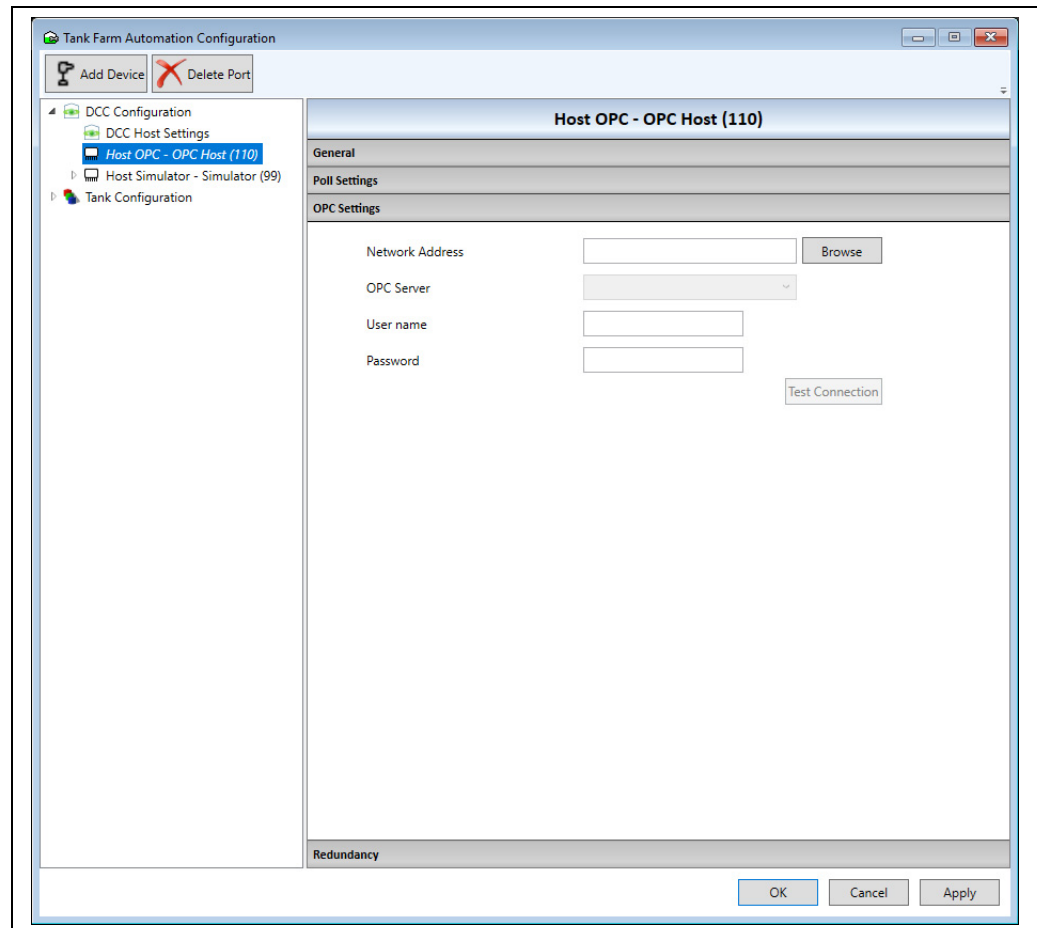 Tank Farm Automation Configuration
Add Device Delete Port
DCC Configuration
DCC Host Settings
Host OPC - OPC Host (110)
Host Simulator - Simulator (99)
Tank Configuration
Host OPC - OPC Host (110)
General
Poll Settings
OPC Settings
Network Address Browse
OPC Server
User name
Password
Test Connection
Redundancy
OK Cancel Apply